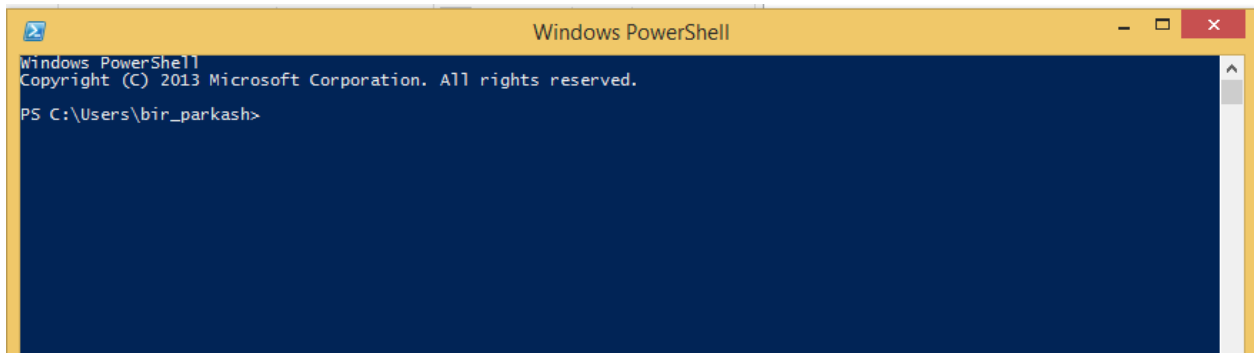 Windows PowerShell
Windows PowerShell
Copyright (C) 2013 Microsoft Corporation. All rights reserved.
PS C:\Users\bir_parkash>